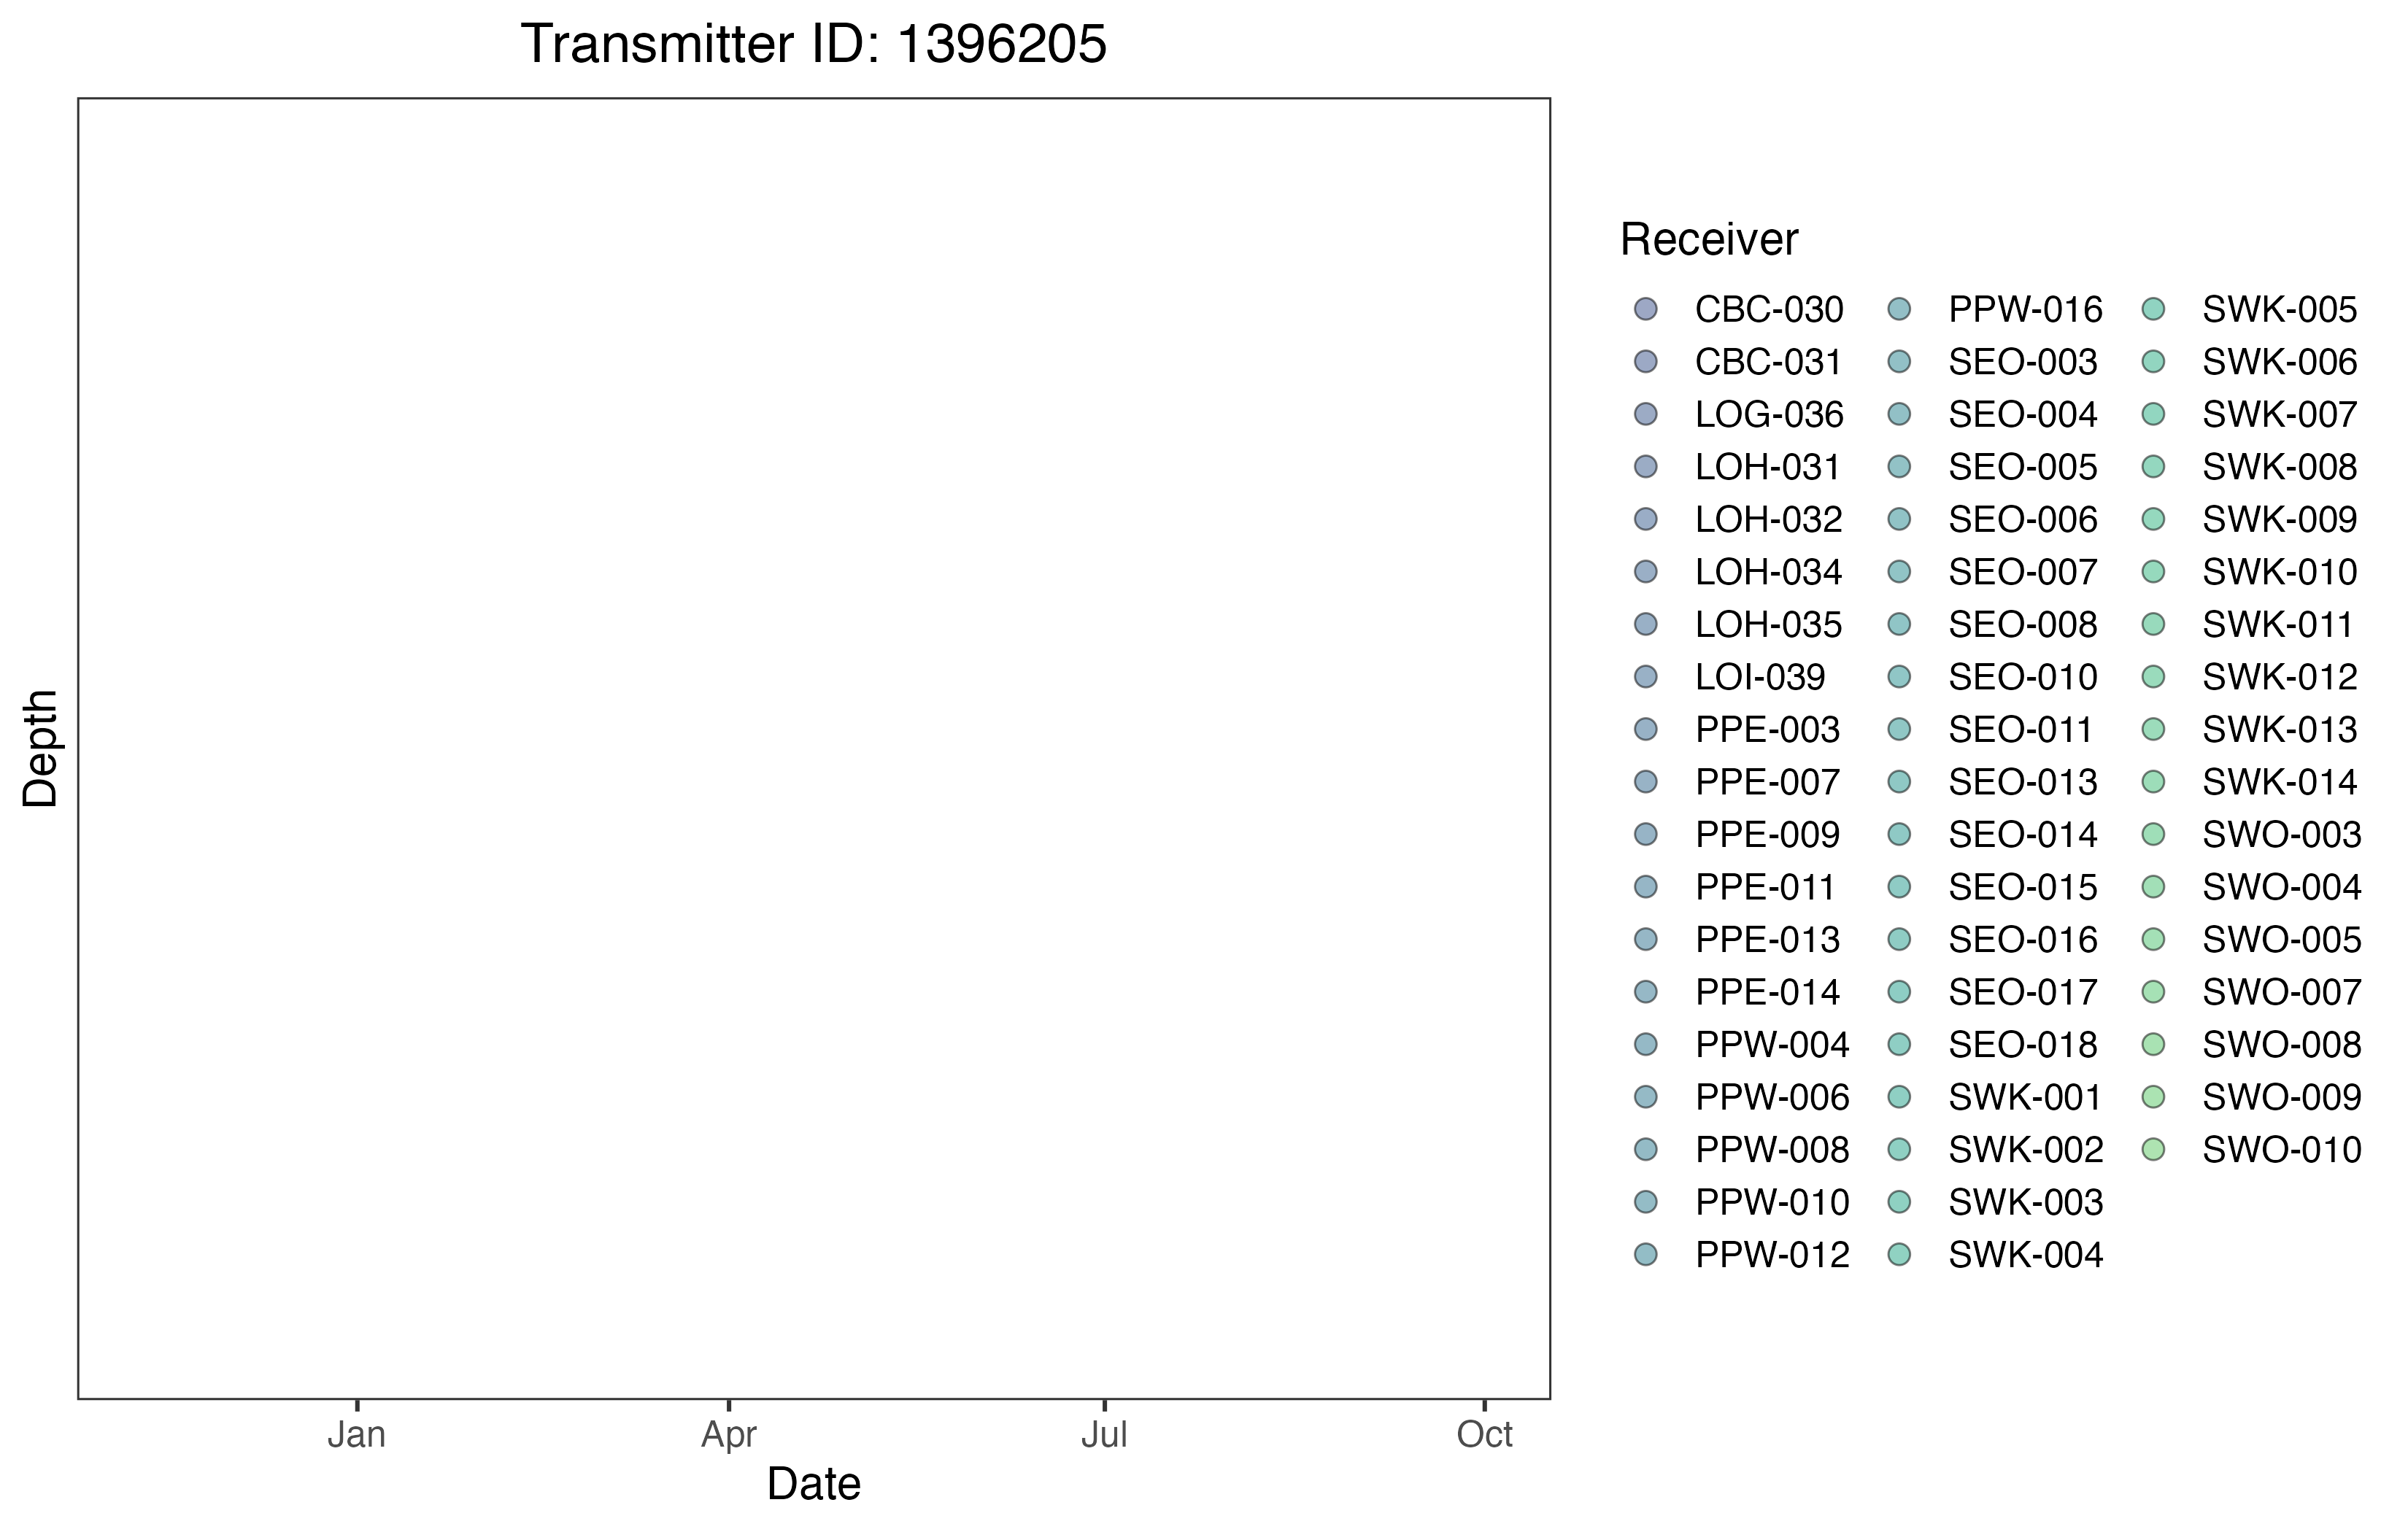 Transmitter ID: 1396205
Depth
Jan Apr Jul Oct
Date
Receiver
CBC-030 PPW-016 SWK-005
CBC-031 SEO-003 SWK-006
LOG-036 SEO-004 SWK-007
LOH-031 SEO-005 SWK-008
LOH-032 SEO-006 SWK-009
LOH-034 SEO-007 SWK-010
LOH-035 SEO-008 SWK-011
LOI-039 SEO-010 SWK-012
PPE-003 SEO-011 SWK-013
PPE-007 SEO-013 SWK-014
PPE-009 SEO-014 SWO-003
PPE-011 SEO-015 SWO-004
PPE-013 SEO-016 SWO-005
PPE-014 SEO-017 SWO-007
PPW-004 SEO-018 SWO-008
PPW-006 SWK-001 SWO-009
PPW-008 SWK-002 SWO-010
PPW-010 SWK-003
PPW-012 SWK-004